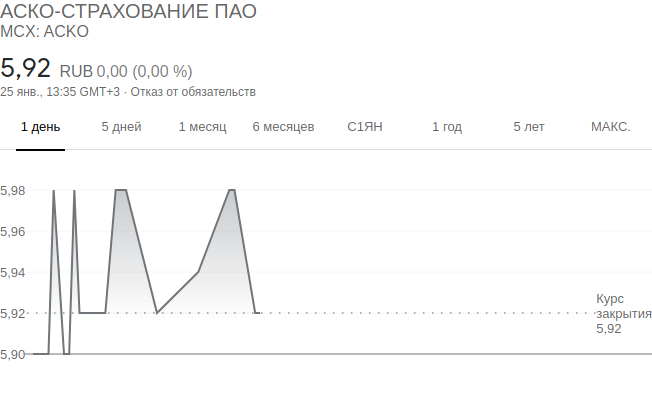 АСКО-СТРАХОВАНИЕ ПАО
MCX: ACKO
5,92 RUB 0,00 (0,00 %)
25 янв., 13:35 GMT+3 · Отказ от обязательств
1 день 5 дней 1 месяц 6 месяцев С1ЯН 1 год 5 лет МАКС.
5,98
5,96
5,94
5,92
5,90
Курс
закрытия
5,92